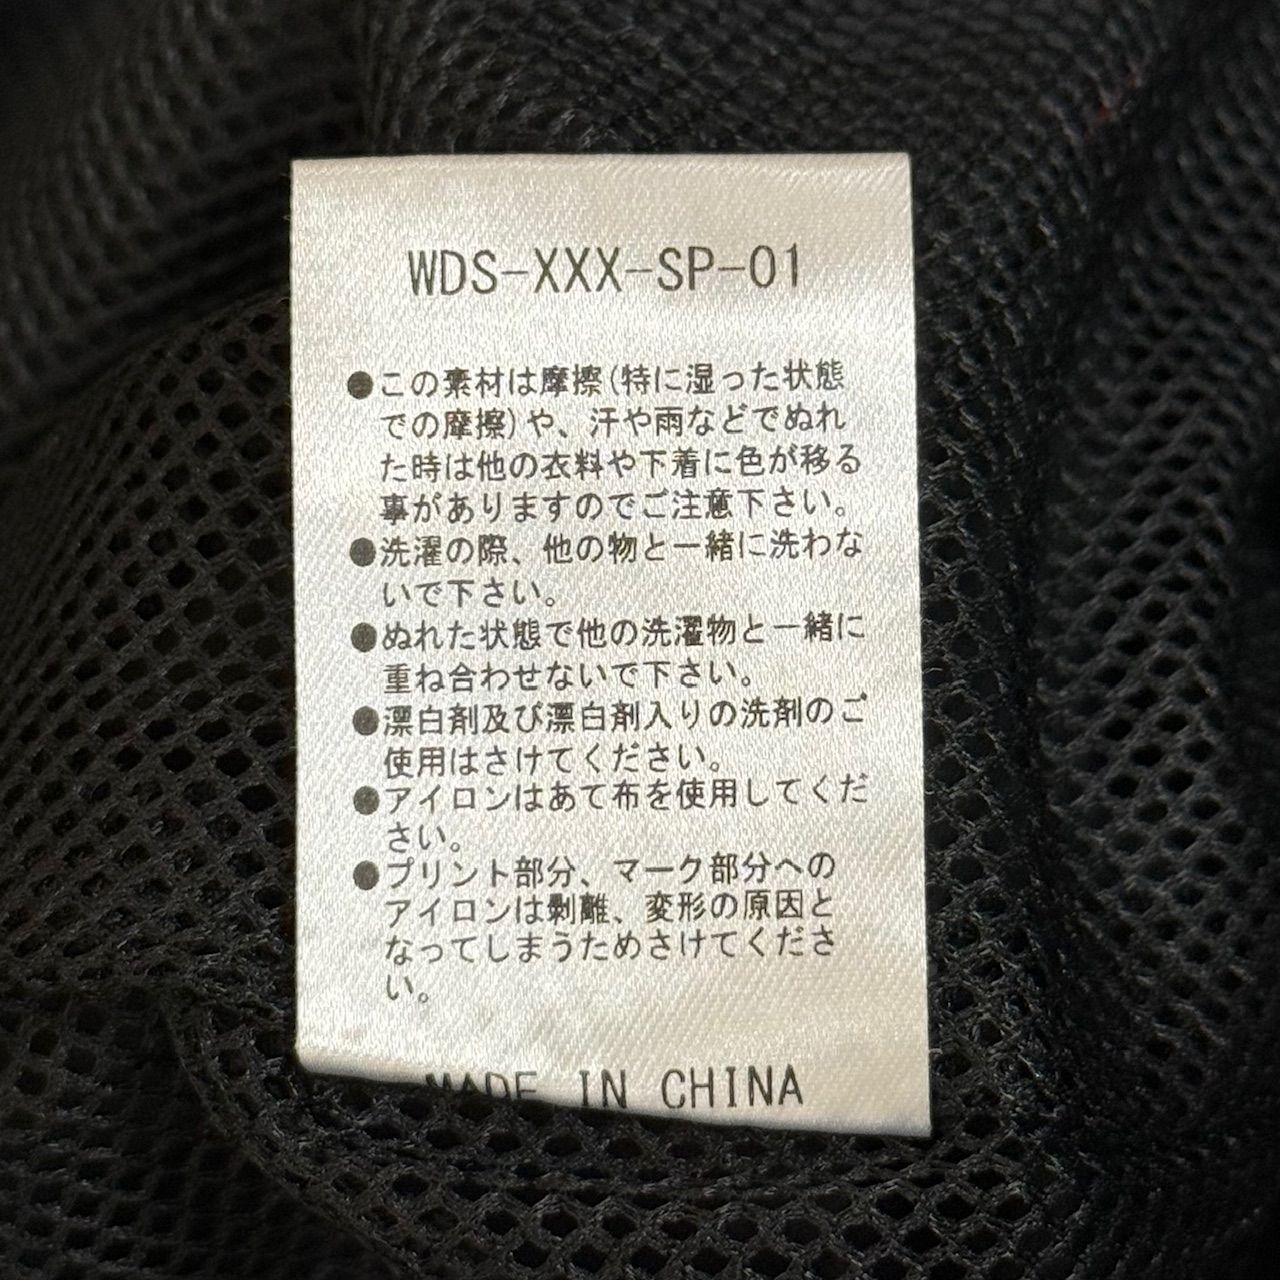 WDS-XXX-SP-01
●この素材は摩擦(特に湿った状態
での摩擦)や、汗や雨などでぬれ
た時は他の衣料や下着に色が移る
事がありますのでご注意下さい。
●洗濯の際、他の物と一緒に洗わな
いで下さい。
●ぬれた状態で他の洗濯物と一緒に
重ね合わせないで下さい。
●漂白剤及び漂白剤入りの洗剤のご
使用はさけてください。
●アイロンはあて布を使用してくだ
さい。
●プリント部分、マーク部分への
アイロンは剥離、変形の原因と
なってしまうためさけてくださ
い。
MADE IN CHINA